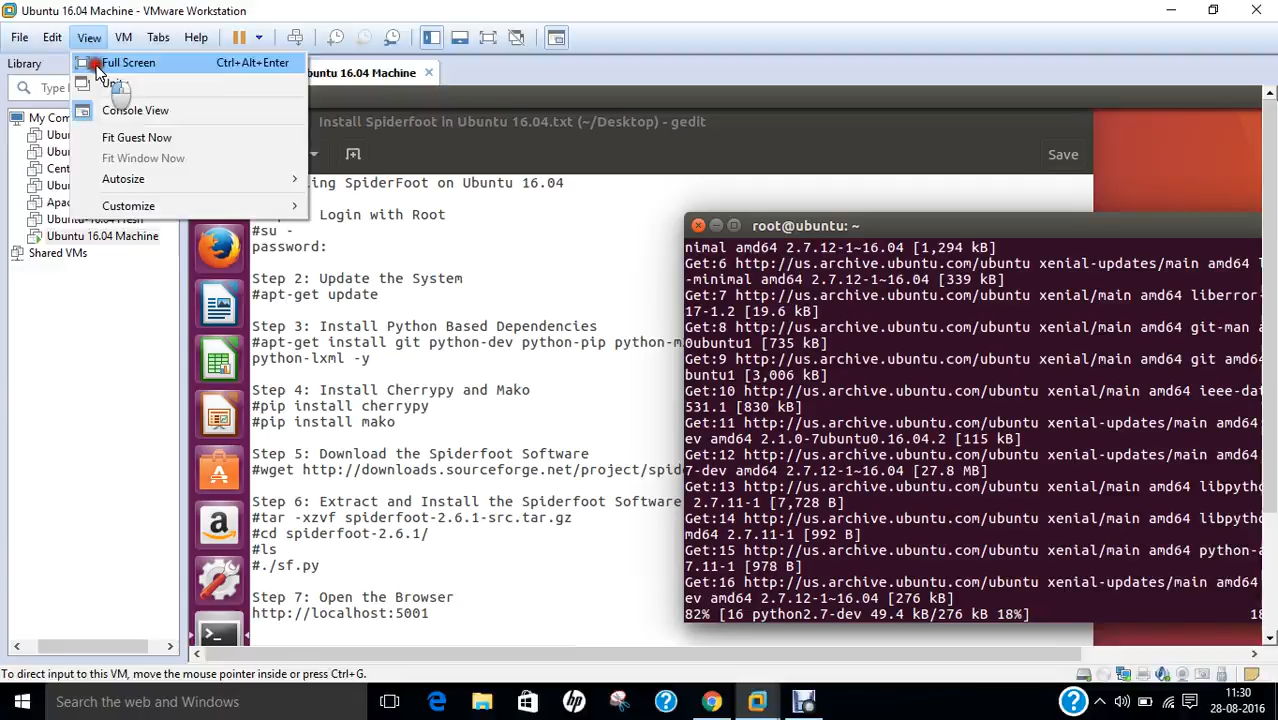 Ubuntu 16.04 Machine - VMware Workstation
File Edit View VM Tabs Help
Library
Full Screen Ctrl+Alt+Enter
Console View
Fit Guest Now
Fit Window Now
Autosize
Customize
Type
My Com
Ubu
Ubu
Cent
Ubu
Apac
Ubuntu 16.04 Machine
Shared VMs
buntu 16.04 Machine
Install Spiderfoot in Ubuntu 16.04.txt (~/Desktop) - gedit
Save
ing SpiderFoot on Ubuntu 16.04
Login with Root
#su -
password:
Step 2: Update the System
#apt-get update
Step 3: Install Python Based Dependencies
#apt-get install git python-dev python-pip python-m
python-lxml -y
Step 4: Install Cherrypy and Mako
#pip install cherrypy
#pip install mako
Step 5: Download the Spiderfoot Software
#wget http://downloads.sourceforge.net/project/spid
Step 6: Extract and Install the Spiderfoot Software
#tar -xzvf spiderfoot-2.6.1-src.tar.gz
#cd spiderfoot-2.6.1/
#ls
#./sf.py
Step 7: Open the Browser
http://localhost:5001
root@ubuntu: ~
nimal amd64 2.7.12-1~16.04 [1,294 kB]
Get:6 http://us.archive.ubuntu.com/ubuntu xenial-updates/main amd64 l
-minimal amd64 2.7.12-1~16.04 [339 kB]
Get:7 http://us.archive.ubuntu.com/ubuntu xenial/main amd64 liberror-
17-1.2 [19.6 kB]
Get:8 http://us.archive.ubuntu.com/ubuntu xenial/main amd64 git-man a
0ubuntu1 [735 kB]
Get:9 http://us.archive.ubuntu.com/ubuntu xenial/main amd64 git amd6
buntu1 [3,006 kB]
Get:10 http://us.archive.ubuntu.com/ubuntu xenial/main amd64 ieee-dat
531.1 [830 kB]
Get:11 http://us.archive.ubuntu.com/ubuntu xenial-updates/main amd64
ev amd64 2.1.0-7ubuntu0.16.04.2 [115 kB]
Get:12 http://us.archive.ubuntu.com/ubuntu xenial-updates/main amd64
7-dev amd64 2.7.12-1~16.04 [27.8 MB]
Get:13 http://us.archive.ubuntu.com/ubuntu xenial/main amd64 libpyth
2.7.11-1 [7,728 B]
Get:14 http://us.archive.ubuntu.com/ubuntu xenial/main amd64 libpytho
md64 2.7.11-1 [992 B]
Get:15 http://us.archive.ubuntu.com/ubuntu xenial/main amd64 python-a
7.11-1 [978 B]
Get:16 http://us.archive.ubuntu.com/ubuntu xenial-updates/main amd64
ev amd64 2.7.12-1~16.04 [276 kB]
82% [16 python2.7-dev 49.4 kB/276 kB 18%] 18
To direct input to this VM, move the mouse pointer inside or press Ctrl+G.
Search the web and Windows
11:30
28-08-2016